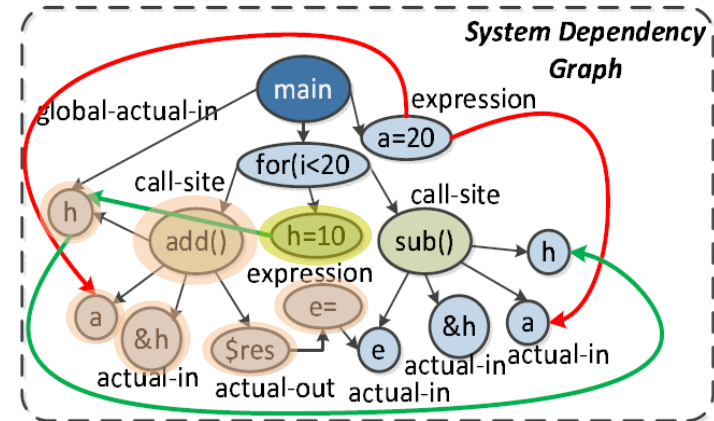 System Dependency
Graph
main
global-actual-in
expression
a=20
for(i<20
call-site
call-site
h
add()
h=10
sub()
h
expression
e=
a
&h
$res
e
&h
a
actual-in
actual-out
actual-in
actual-in
actual-in